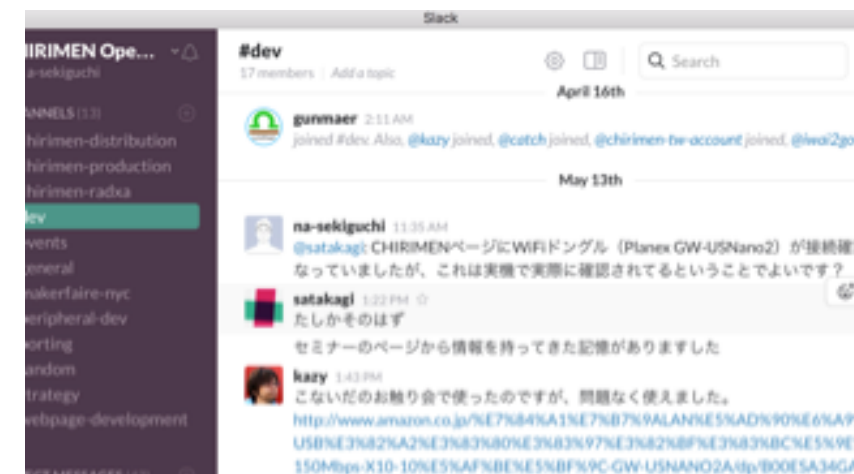 Slack
HIRIMEN Ope...
na-sekiguchi
#dev
17 members | Add a topic
Search
ANNELS (13)
hirimen-distribution
hirimen-production
hirimen-radxa
ev
vents
eneral
nakerfaire-nyc
eripheral-dev
orting
andom
trategy
vebpage-development
April 16th
gunmaer 2:11 AM
joined #dev. Also, @kazy joined, @catch joined, @chirimen-tw-account joined, @iwai2go
May 13th
na-sekiguchi 11:35 AM
@satakagi: CHIRIMENページにWiFiドングル（Planex GW-USNano2）が接続確
なっていましたが、これは実機で実際に確認されてるということでよいです？
satakagi 1:22 PM
たしかそのはず
セミナーのページから情報を持ってきた記憶がありますした
kazy 1:43 PM
こないだのお触り会で使ったのですが、問題なく使えました。
http://www.amazon.co.jp/%E7%84%A1%E7%B7%9ALAN%E5%AD%90%E6%A9
USB%E3%82%A2%E3%83%80%E3%83%97%E3%82%BF%E3%83%BC%E5%9E
150Mbps-X10-10%E5%AF%BE%E5%BF%9C-GW-USNANO2A/dp/B00ESA34GA